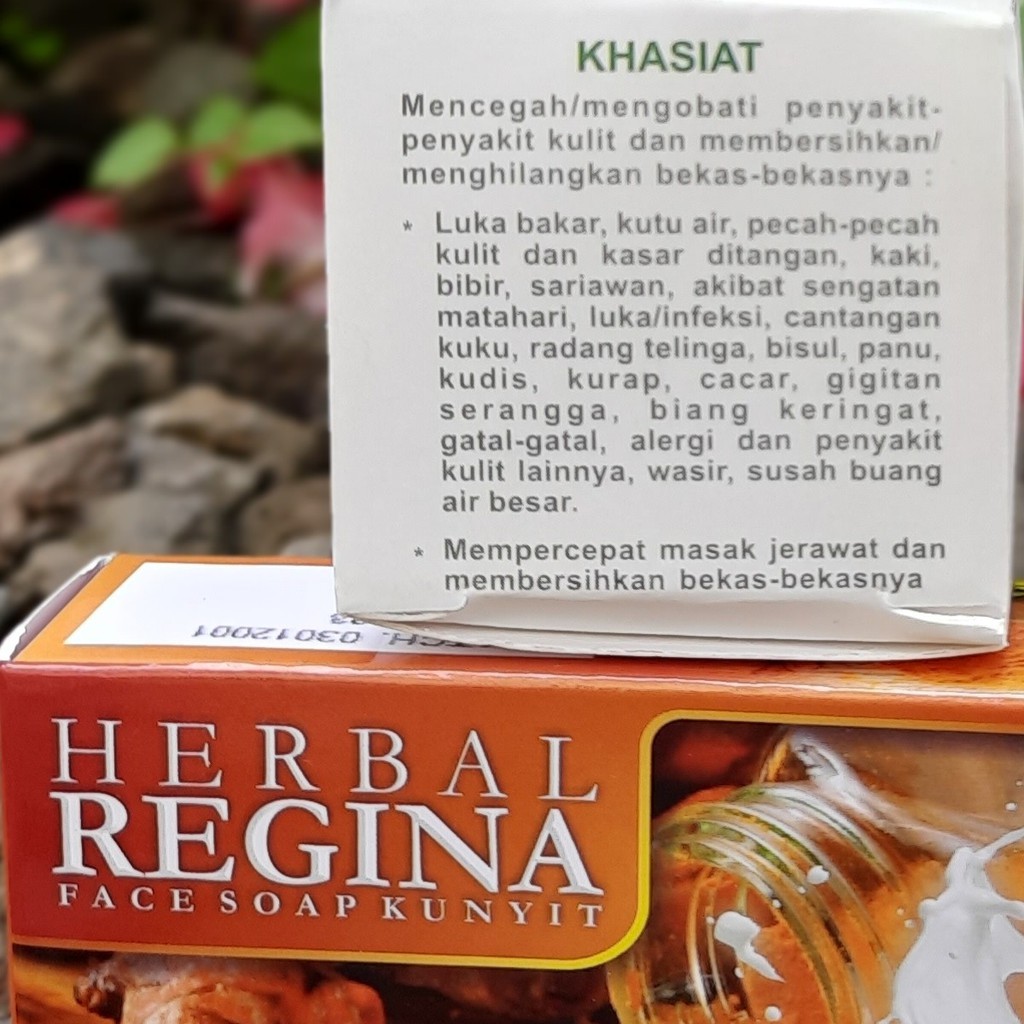 KHASIAT
Mencegah/mengobati penyakit-
penyakit kulit dan membersihkan/
menghilangkan bekas-bekasnya :
* Luka bakar, kutu air, pecah-pecah
kulit dan kasar ditangan, kaki,
bibir, sariawan, akibat sengatan
matahari, luka/infeksi, cantangan
kuku, radang telinga, bisul, panu,
kudis, kurap, cacar, gigitan
serangga, biang keringat,
gatal-gatal, alergi dan penyakit
kulit lainnya, wasir, susah buang
air besar.
* Mempercepat masak jerawat dan
membersihkan bekas-bekasnya
03012001
HERBAL
REGINA
FACE SOAP KUNYIT